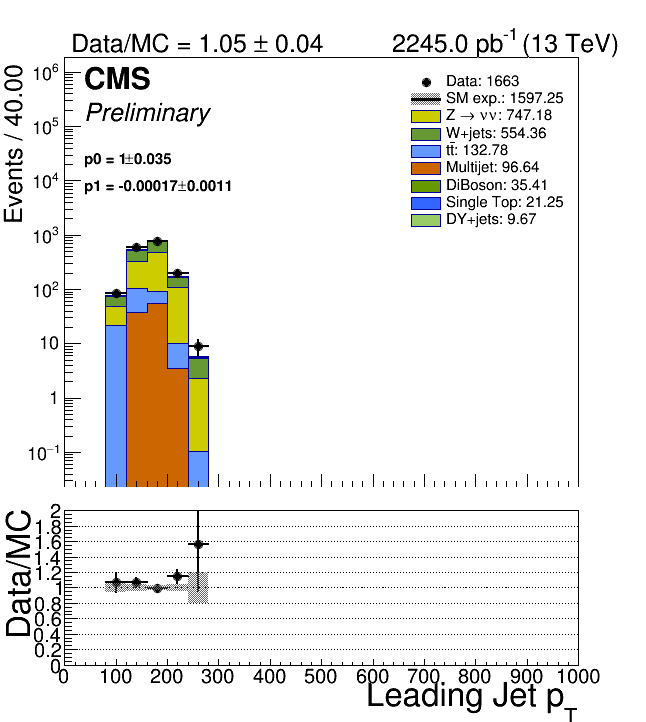 Data/MC = 1.05 ± 0.04 2245.0 pb⁻¹ (13 TeV)
CMS
Preliminary
p0 = 1±0.035
p1 = -0.00017±0.0011
Data: 1663
SM exp.: 1597.25
Z → νν: 747.18
W+jets: 554.36
tt̄: 132.78
Multijet: 96.64
DiBoson: 35.41
Single Top: 21.25
DY+jets: 9.67
Events / 40.00
10⁶
10⁵
10⁴
10³
10²
10
1
10⁻¹
Data/MC
2
1.8
1.6
1.4
1.2
1
0.8
0.6
0.4
0.2
0
0 100 200 300 400 500 600 700 800 900 1000
Leading Jet p_T